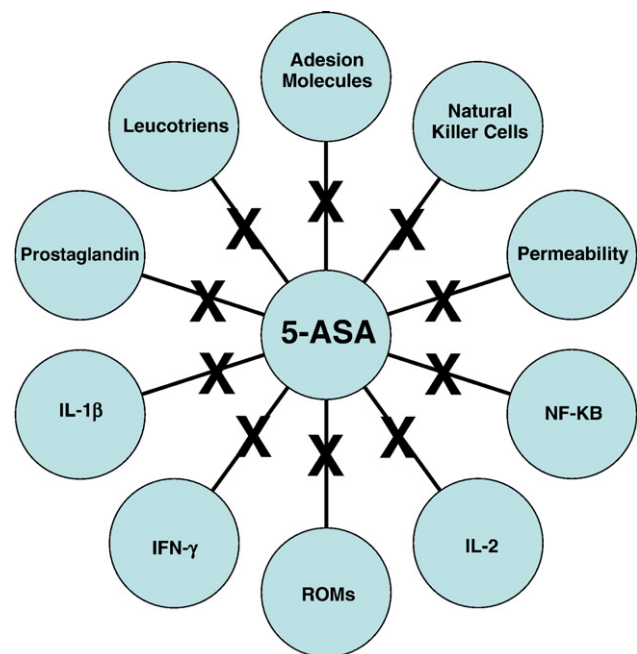 Adesion
Molecules
Leucotriens
Natural
Killer Cells
Prostaglandin
Permeability
5-ASA
IL-1β
NF-KB
IFN-γ
IL-2
ROMs
X
X
X
X
X
X
X
X
X
X